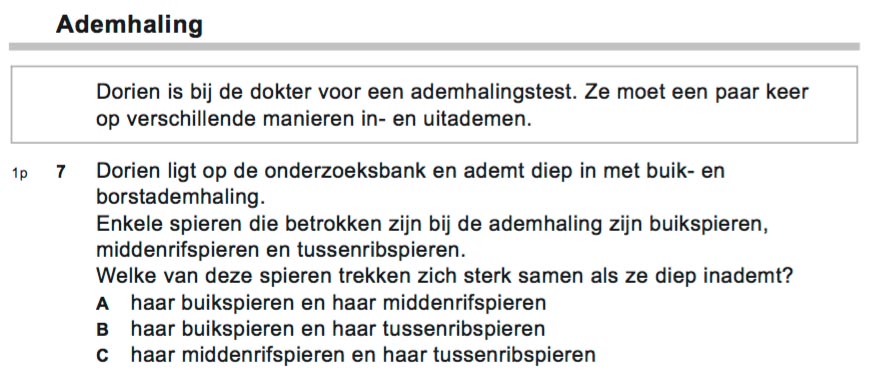 Ademhaling
Dorien is bij de dokter voor een ademhalingstest. Ze moet een paar keer
op verschillende manieren in- en uitademen.
1p 7 Dorien ligt op de onderzoeksbank en ademt diep in met buik- en
borstademhaling.
Enkele spieren die betrokken zijn bij de ademhaling zijn buikspieren,
middenrifspieren en tussenribspieren.
Welke van deze spieren trekken zich sterk samen als ze diep inademt?
A haar buikspieren en haar middenrifspieren
B haar buikspieren en haar tussenribspieren
C haar middenrifspieren en haar tussenribspieren